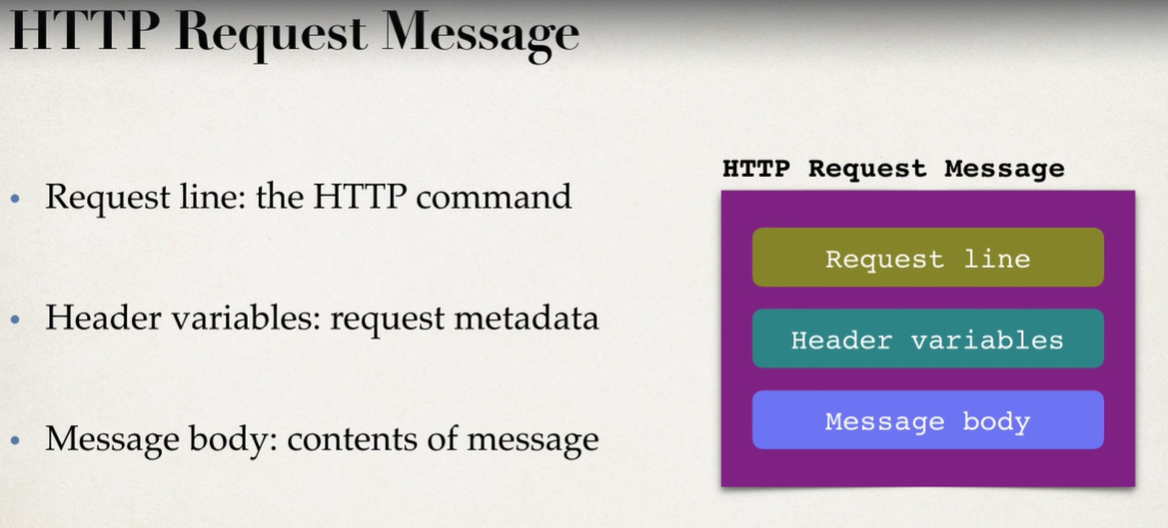 HTTP Request Message
• Request line: the HTTP command
• Header variables: request metadata
• Message body: contents of message
HTTP Request Message
Request line
Header variables
Message body